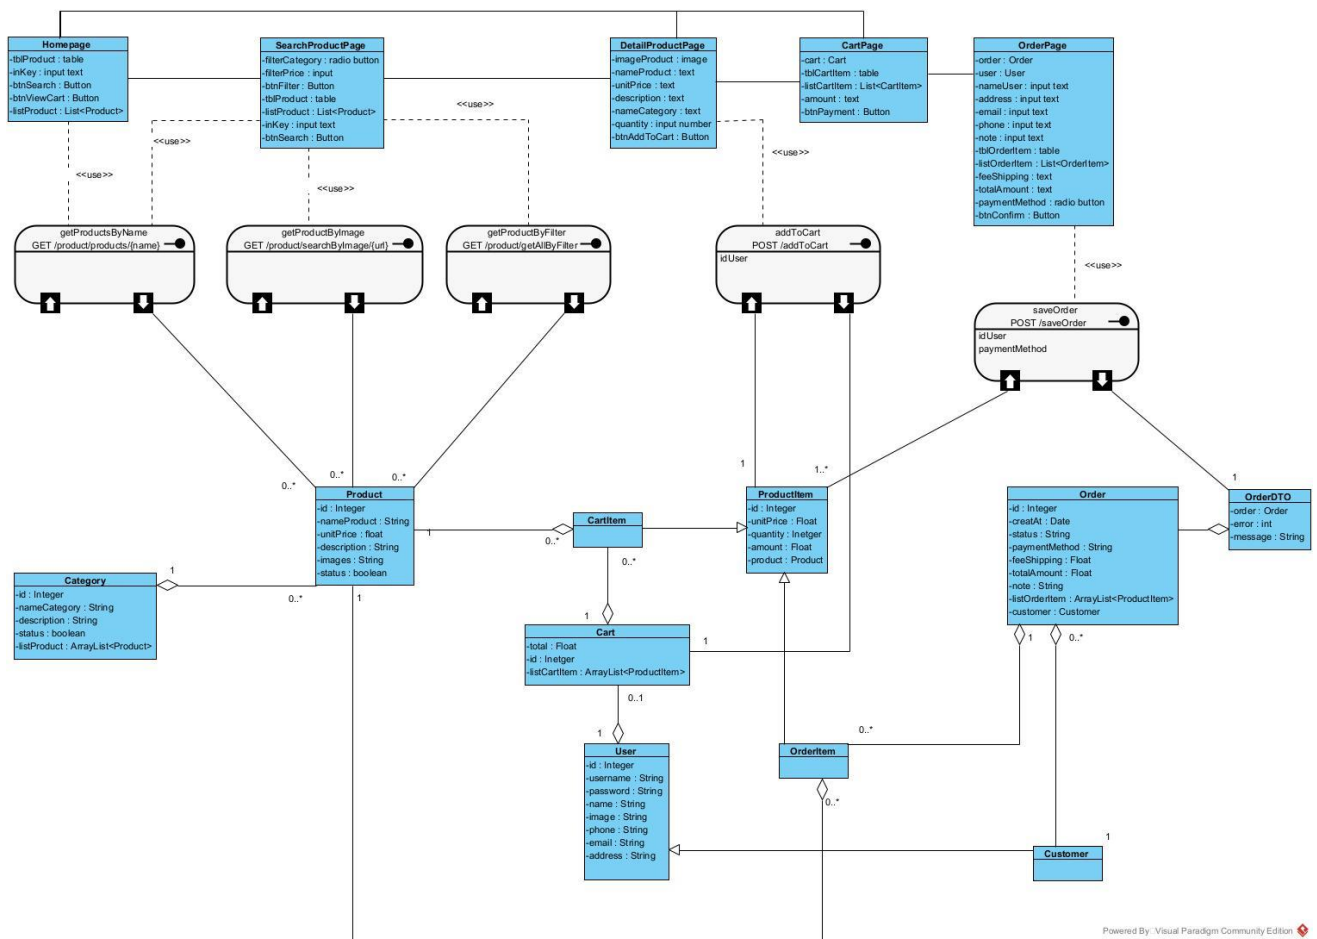 Homepage
-tblProduct : table
-inKey : input text
-btnSearch : Button
-btnViewCart : Button
-listProduct : List<Product>
SearchProductPage
-filterCategory : radio button
-filterPrice : input
-btnFilter : Button
-tblProduct : table
-listProduct : List<Product>
-inKey : input text
-btnSearch : Button
DetailProductPage
-imageProduct : image
-nameProduct : text
-unitPrice : text
-description : text
-nameCategory : text
-quantity : input number
-btnAddToCart : Button
CartPage
-cart : Cart
-tblCartItem : table
-listCartItem : List<CartItem>
-amount : text
-btnPayment : Button
OrderPage
-order : Order
-user : User
-nameUser : input text
-address : input text
-email : input text
-phone : input text
-note : input text
-tblOrderItem : table
-listOrderItem : List<OrderItem>
-feeShipping : text
-totalAmount : text
-paymentMethod : radio button
-btnConfirm : Button
<<use>>
<<use>>
<<use>>
<<use>>
<<use>>
<<use>>
getProductsByName
GET /product/products/{name}
getProductByImage
GET /product/searchByImage/{url}
getProductByFilter
GET /product/getAllByFilter
addToCart
POST /addToCart
idUser
saveOrder
POST /saveOrder
idUser
paymentMethod
0..*
0..*
0..*
1
1..*
1
Product
-id : Integer
-nameProduct : String
-unitPrice : float
-description : String
-images : String
-status : boolean
1
0..*
CartItem
0..*
ProductItem
-id : Integer
-unitPrice : Float
-quantity : Inetger
-amount : Float
-product : Product
Order
-id : Integer
-creatAt : Date
-status : String
-paymentMethod : String
-feeShipping : Float
-totalAmount : Float
-note : String
-listOrderItem : ArrayList<ProductItem>
-customer : Customer
OrderDTO
-order : Order
-error : int
-message : String
Category
-id : Integer
-nameCategory : String
-description : String
-status : boolean
-listProduct : ArrayList<Product>
1
0..*
1
1
Cart
-total : Float
-id : Inetger
-listCartItem : ArrayList<ProductItem>
1
0..1
1
User
-id : Integer
-username : String
-password : String
-name : String
-image : String
-phone : String
-email : String
-address : String
1
0..*
0..*
OrderItem
0..*
1
Customer
Powered By Visual Paradigm Community Edition